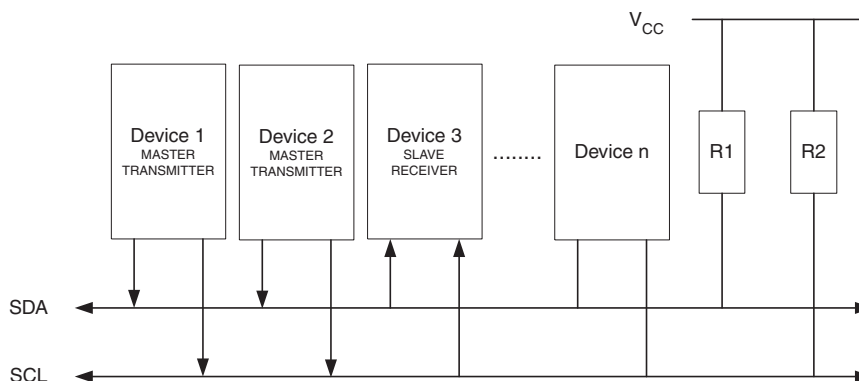 VCC
Device 1
MASTER
TRANSMITTER
Device 2
MASTER
TRANSMITTER
Device 3
SLAVE
RECEIVER
........
Device n
R1
R2
SDA
SCL